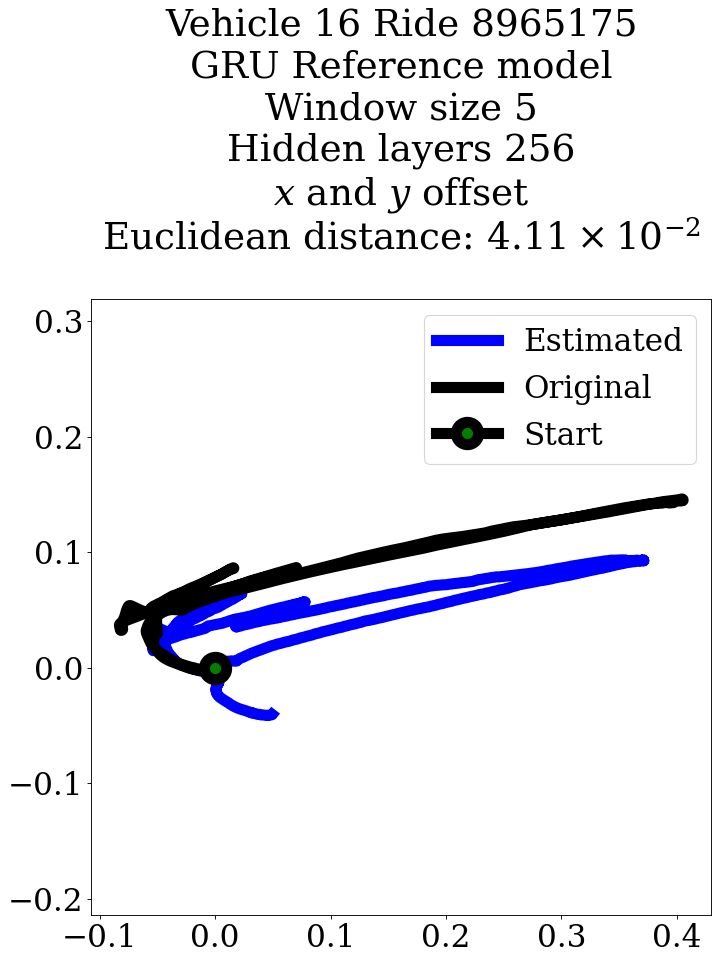 Vehicle 16 Ride 8965175
GRU Reference model
Window size 5
Hidden layers 256
x and y offset
Euclidean distance: 4.11 × 10⁻²
Estimated
Original
Start
0.3
0.2
0.1
0.0
−0.1
−0.2
−0.1 0.0 0.1 0.2 0.3 0.4